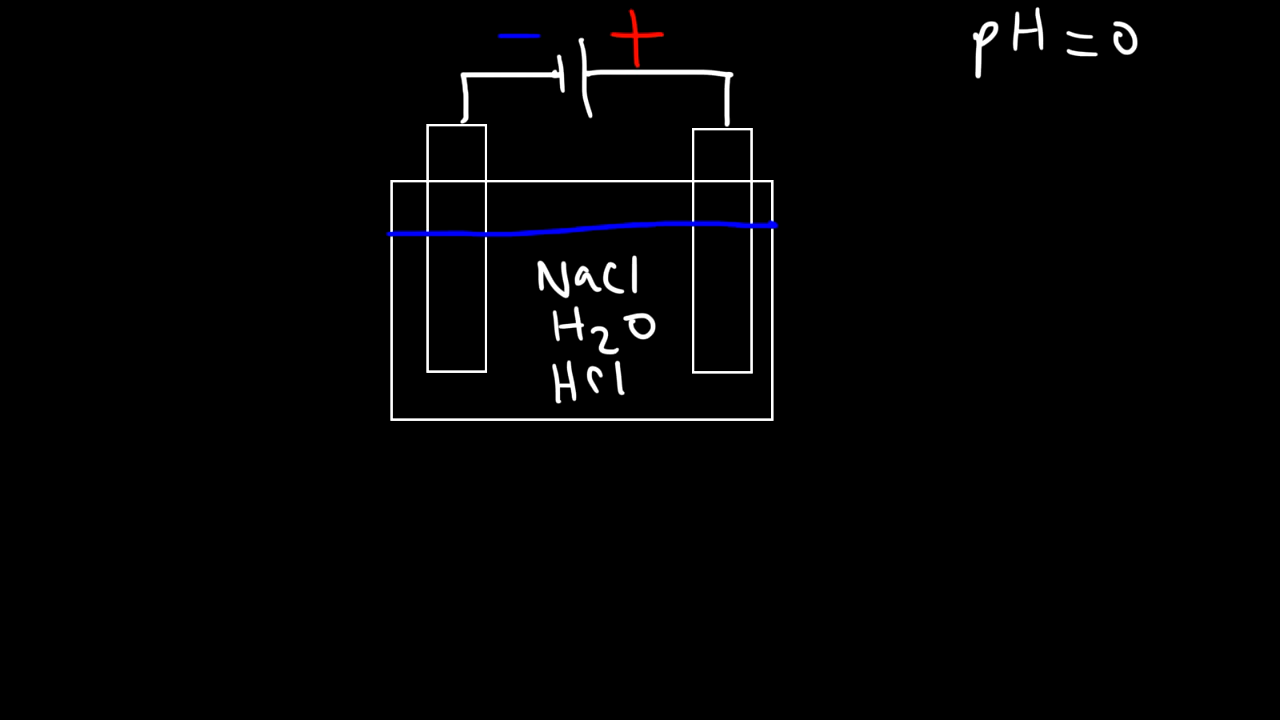 − +
pH = 0
NaCl
H₂O
HCl